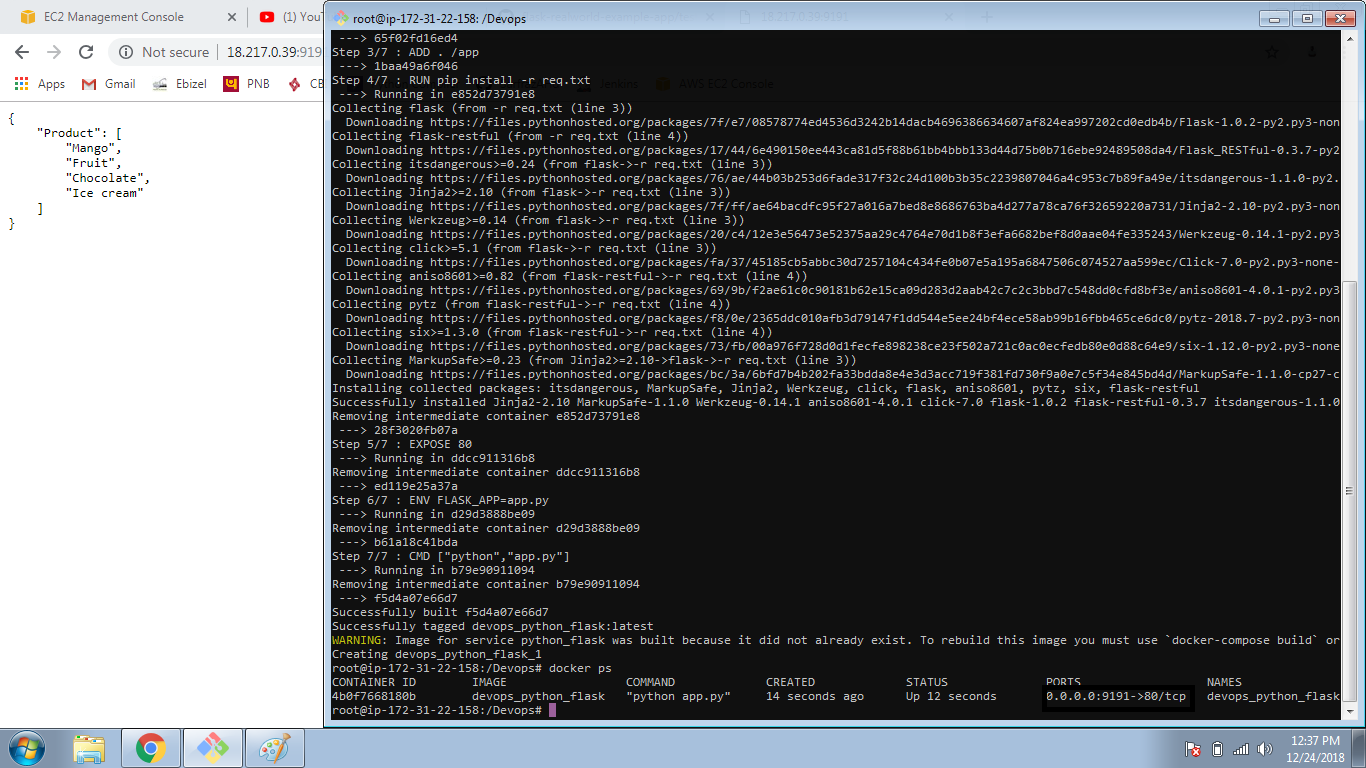 EC2 Management Console
(1) YouT
Not secure
18.217.0.39:9191
Apps
Gmail
Ebizel
PNB
CB
{
"Product": [
"Mango",
"Fruit",
"Chocolate",
"Ice cream"
]
}
root@ip-172-31-22-158: /Devops
---> 65f02fd16ed4
Step 3/7 : ADD . /app
---> 1baa49a6f046
Step 4/7 : RUN pip install -r req.txt
---> Running in e852d73791e8
Collecting flask (from -r req.txt (line 3))
Downloading https://files.pythonhosted.org/packages/7f/e7/08578774ed4536d3242b14dacb4696386634607af824ea997202cd0edb4b/Flask-1.0.2-py2.py3-non
Collecting flask-restful (from -r req.txt (line 4))
Downloading https://files.pythonhosted.org/packages/17/44/6e490150ee443ca81d5f88b61bb4bbb133d44d75b0b716ebe92489508da4/Flask_RESTful-0.3.7-py2
Collecting itsdangerous>=0.24 (from flask->-r req.txt (line 3))
Downloading https://files.pythonhosted.org/packages/76/ae/44b03b253d6fade317f32c24d100b3b35c2239807046a4c953c7b89fa49e/itsdangerous-1.1.0-py2.
Collecting Jinja2>=2.10 (from flask->-r req.txt (line 3))
Downloading https://files.pythonhosted.org/packages/7f/ff/ae64bacdfc95f27a016a7bed8e8686763ba4d277a78ca76f32659220a731/Jinja2-2.10-py2.py3-non
Collecting Werkzeug>=0.14 (from flask->-r req.txt (line 3))
Downloading https://files.pythonhosted.org/packages/20/c4/12e3e56473e52375aa29c4764e70d1b8f3efa6682bef8d0aae04fe335243/Werkzeug-0.14.1-py2.py3
Collecting click>=5.1 (from flask->-r req.txt (line 3))
Downloading https://files.pythonhosted.org/packages/fa/37/45185cb5abbc30d7257104c434fe0b07e5a195a6847506c074527aa599ec/Click-7.0-py2.py3-none-
Collecting aniso8601>=0.82 (from flask-restful->-r req.txt (line 4))
Downloading https://files.pythonhosted.org/packages/69/9b/f2ae61c0c90181b62e15ca09d283d2aab42c7c2c3bbd7c548dd0cfd8bf3e/aniso8601-4.0.1-py2.py3
Collecting pytz (from flask-restful->-r req.txt (line 4))
Downloading https://files.pythonhosted.org/packages/f8/0e/2365ddc010afb3d79147f1dd544e5ee24bf4ece58ab99b16fbb465ce6dc0/pytz-2018.7-py2.py3-non
Collecting six>=1.3.0 (from flask-restful->-r req.txt (line 4))
Downloading https://files.pythonhosted.org/packages/73/fb/00a976f728d0d1fecfe898238ce23f502a721c0ac0ecfedb80e0d88c64e9/six-1.12.0-py2.py3-none
Collecting MarkupSafe>=0.23 (from Jinja2>=2.10->flask->-r req.txt (line 3))
Downloading https://files.pythonhosted.org/packages/bc/3a/6bfd7b4b202fa33bdda8e4e3d3acc719f381fd730f9a0e7c5f34e845bd4d/MarkupSafe-1.1.0-cp27-c
Installing collected packages: itsdangerous, MarkupSafe, Jinja2, Werkzeug, click, flask, aniso8601, pytz, six, flask-restful
Successfully installed Jinja2-2.10 MarkupSafe-1.1.0 Werkzeug-0.14.1 aniso8601-4.0.1 click-7.0 flask-1.0.2 flask-restful-0.3.7 itsdangerous-1.1.0
Removing intermediate container e852d73791e8
---> 28f3020fb07a
Step 5/7 : EXPOSE 80
---> Running in ddcc911316b8
Removing intermediate container ddcc911316b8
---> ed119e25a37a
Step 6/7 : ENV FLASK_APP=app.py
---> Running in d29d3888be09
Removing intermediate container d29d3888be09
---> b61a18c41bda
Step 7/7 : CMD ["python","app.py"]
---> Running in b79e90911094
Removing intermediate container b79e90911094
---> f5d4a07e66d7
Successfully built f5d4a07e66d7
Successfully tagged devops_python_flask:latest
WARNING: Image for service python_flask was built because it did not already exist. To rebuild this image you must use `docker-compose build` or
Creating devops_python_flask_1
root@ip-172-31-22-158:/Devops# docker ps
CONTAINER ID IMAGE COMMAND CREATED STATUS PORTS NAMES
4b0f7668180b devops_python_flask "python app.py" 14 seconds ago Up 12 seconds 0.0.0.0:9191->80/tcp devops_python_flask
root@ip-172-31-22-158:/Devops#
12:37 PM
12/24/2018